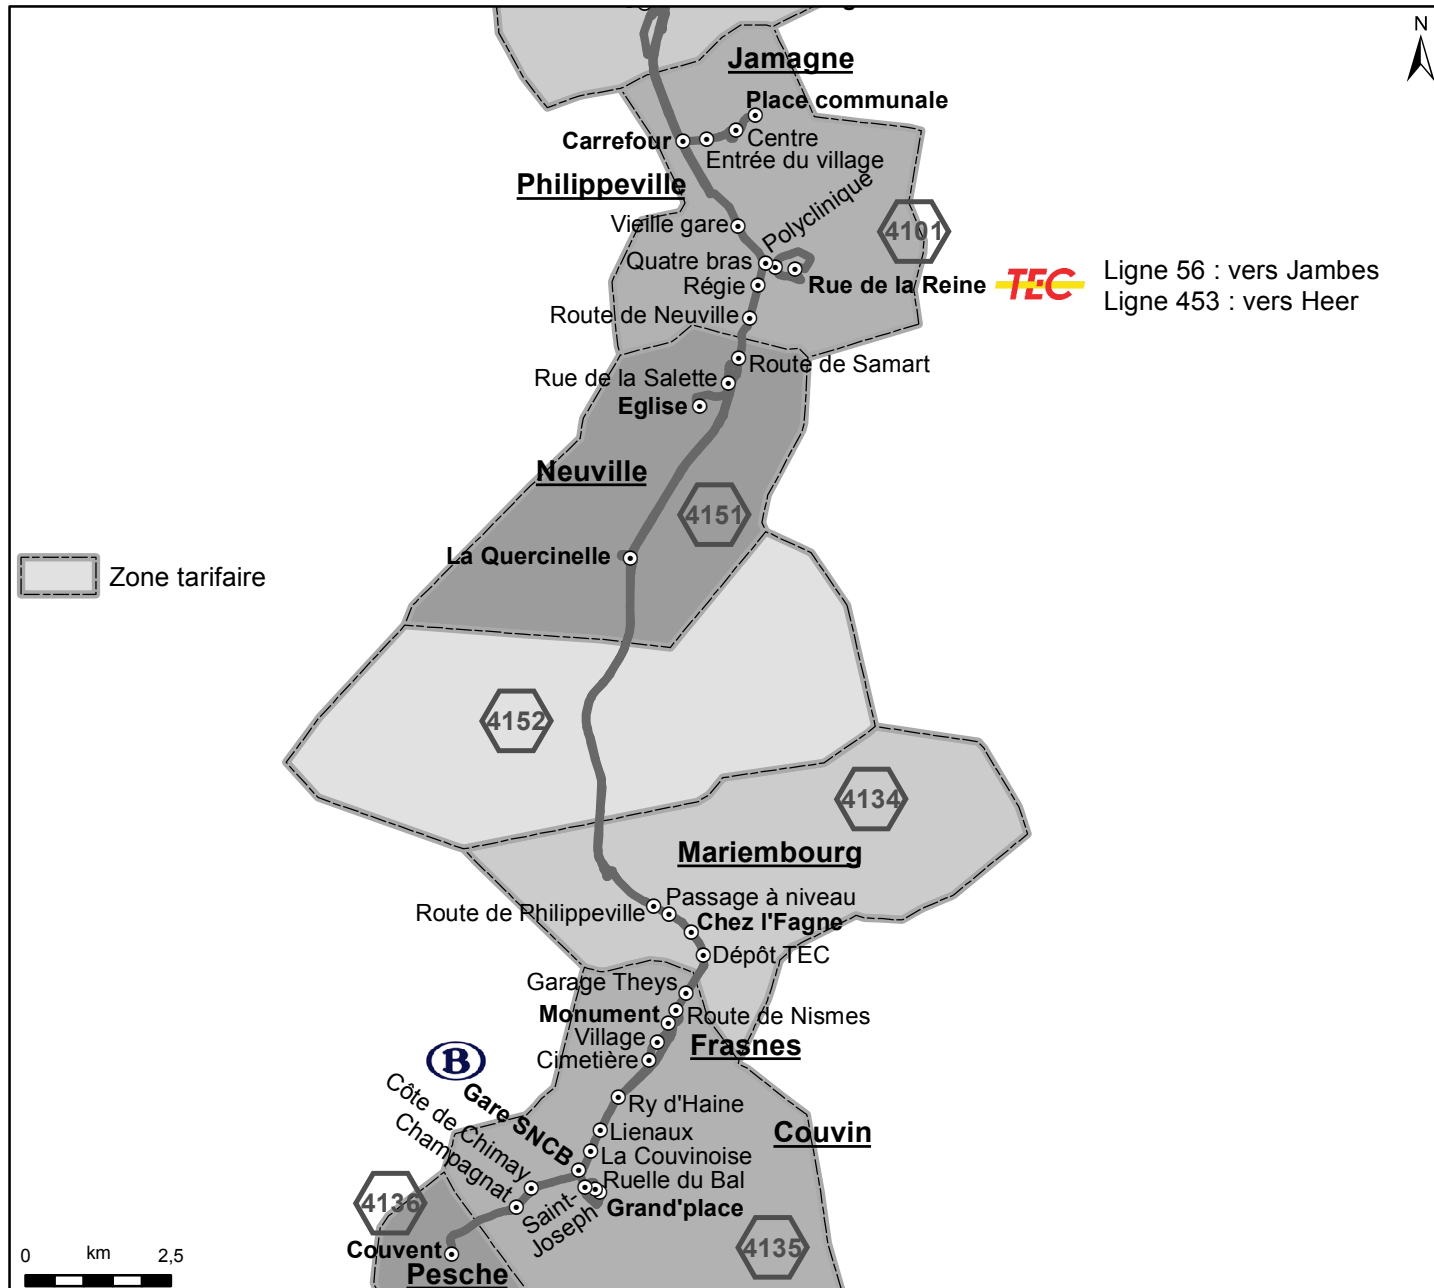 N
Jamagne
Place communale
Carrefour
Centre
Entrée du village
Philippeville
Polyclinique
Vieille gare
4101
Quatre bras
Régie
Rue de la Reine
TEC
Ligne 56 : vers Jambes
Ligne 453 : vers Heer
Route de Neuville
Route de Samart
Rue de la Salette
Eglise
Neuville
4151
La Quercinelle
Zone tarifaire
4152
4134
Mariembourg
Passage à niveau
Route de Philippeville
Chez l'Fagne
Dépôt TEC
Garage Theys
Monument
Route de Nismes
Village
Frasnes
Cimetière
B
Gare SNCB
Côte de Chimay
Champagnat
Ry d'Haine
Lienaux
Couvin
La Couvinoise
Ruelle du Bal
4136
Saint-
Joseph
Grand'place
4135
Couvent
Pesche
0 km 2,5